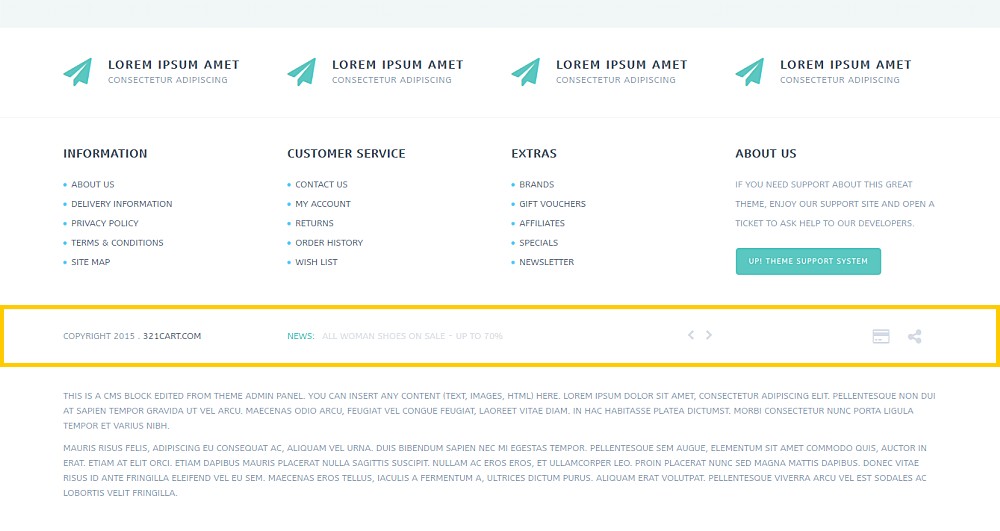 LOREM IPSUM AMET LOREM IPSUM AMET LOREM IPSUM AMET LOREM IPSUM AMET
CONSECTETUR ADIPISCING CONSECTETUR ADIPISCING CONSECTETUR ADIPISCING CONSECTETUR ADIPISCING
INFORMATION
ABOUT US
DELIVERY INFORMATION
PRIVACY POLICY
TERMS & CONDITIONS
SITE MAP
CUSTOMER SERVICE
CONTACT US
MY ACCOUNT
RETURNS
ORDER HISTORY
WISH LIST
EXTRAS
BRANDS
GIFT VOUCHERS
AFFILIATES
SPECIALS
NEWSLETTER
ABOUT US
IF YOU NEED SUPPORT ABOUT THIS GREAT
THEME, ENJOY OUR SUPPORT SITE AND OPEN A
TICKET TO ASK HELP TO OUR DEVELOPERS.
UP! THEME SUPPORT SYSTEM
COPYRIGHT 2015 . 321CART.COM NEWS: ALL WOMAN SHOES ON SALE - UP TO 70%
THIS IS A CMS BLOCK EDITED FROM THEME ADMIN PANEL. YOU CAN INSERT ANY CONTENT (TEXT, IMAGES, HTML) HERE. LOREM IPSUM DOLOR SIT AMET, CONSECTETUR ADIPISCING ELIT. PELLENTESQUE NON DUI
AT SAPIEN TEMPOR GRAVIDA UT VEL ARCU. MAECENAS ODIO ARCU, FEUGIAT VEL CONGUE FEUGIAT, LAOREET VITAE DIAM. IN HAC HABITASSE PLATEA DICTUMST. MORBI CONSECTETUR NUNC PORTA LIGULA
TEMPOR ET VARIUS NIBH.
MAURIS RISUS FELIS, ADIPISCING EU CONSEQUAT AC, ALIQUAM VEL URNA. DUIS BIBENDUM SAPIEN NEC MI EGESTAS TEMPOR. PELLENTESQUE SEM AUGUE, ELEMENTUM SIT AMET COMMODO QUIS, AUCTOR IN
ERAT. ETIAM AT ELIT ORCI. ETIAM DAPIBUS MAURIS PLACERAT NULLA SAGITTIS SUSCIPIT. NULLAM AC EROS EROS, ET ULLAMCORPER LEO. PROIN PLACERAT NUNC SED MAGNA MATTIS DAPIBUS. DONEC VITAE
RISUS ID ANTE FRINGILLA ELEIFEND VEL EU SEM. MAECENAS EROS TELLUS, IACULIS A FERMENTUM A, ULTRICES DICTUM PURUS. ALIQUAM ERAT VOLUTPAT. PELLENTESQUE VIVERRA ARCU VEL EST SODALES AC
LOBORTIS VELIT FRINGILLA.